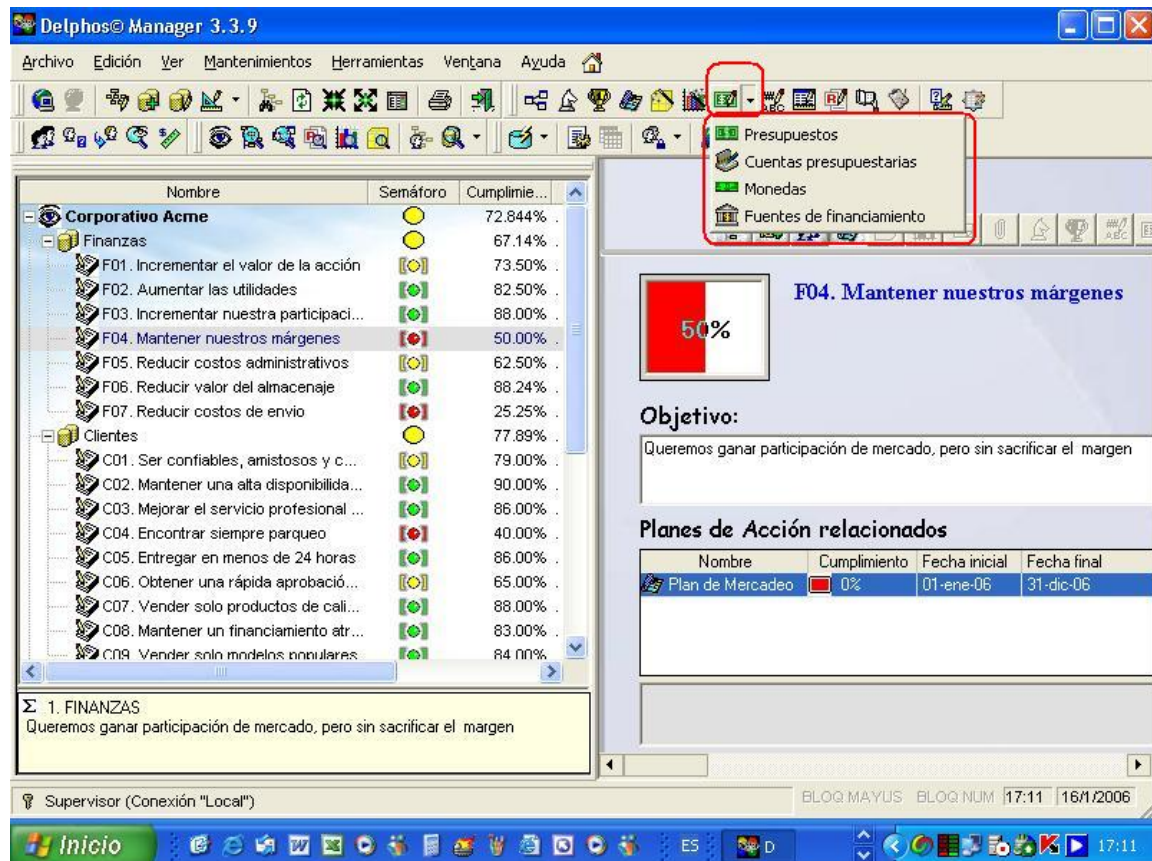 Delphos© Manager 3.3.9
Archivo Edición Ver Mantenimientos Herramientas Ventana Ayuda
Presupuestos
Cuentas presupuestarias
Monedas
Fuentes de financiamiento
Nombre Semáforo Cumplimie...
Corporativo Acme 72.844%
Finanzas 67.14%
F01. Incrementar el valor de la acción 73.50%
F02. Aumentar las utilidades 82.50%
F03. Incrementar nuestra participaci... 88.00%
F04. Mantener nuestros márgenes 50.00%
F05. Reducir costos administrativos 62.50%
F06. Reducir valor del almacenaje 88.24%
F07. Reducir costos de envio 25.25%
Clientes 77.89%
C01. Ser confiables, amistosos y c... 79.00%
C02. Mantener una alta disponibilida... 90.00%
C03. Mejorar el servicio profesional ... 86.00%
C04. Encontrar siempre parqueo 40.00%
C05. Entregar en menos de 24 horas 86.00%
C06. Obtener una rápida aprobació... 65.00%
C07. Vender solo productos de cali... 88.00%
C08. Mantener un financiamiento atr... 83.00%
C09. Vender solo modelos populares 84.00%
Σ 1. FINANZAS
Queremos ganar participación de mercado, pero sin sacrificar el margen
50%
F04. Mantener nuestros márgenes
Objetivo:
Queremos ganar participación de mercado, pero sin sacrificar el margen
Planes de Acción relacionados
Nombre Cumplimiento Fecha inicial Fecha final
Plan de Mercadeo 0% 01-ene-06 31-dic-06
Supervisor (Conexión "Local") BLOQ MAYUS BLOQ NUM 17:11 16/1/2006
Inicio ES D 17:11